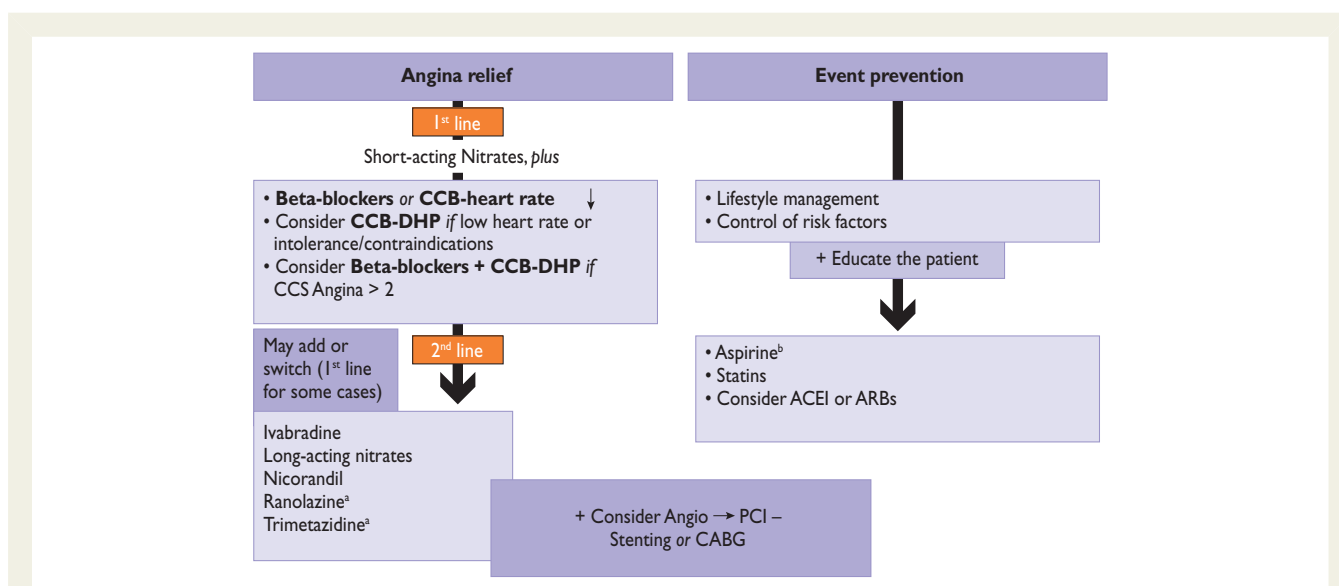 Angina relief
1st line
Short-acting Nitrates, plus
• Beta-blockers or CCB-heart rate ↓
• Consider CCB-DHP if low heart rate or
intolerance/contraindications
• Consider Beta-blockers + CCB-DHP if
CCS Angina > 2
May add or
switch (1st line
for some cases)
2nd line
Ivabradine
Long-acting nitrates
Nicorandil
Ranolazineᵃ
Trimetazidineᵃ
+ Consider Angio → PCI –
Stenting or CABG
Event prevention
• Lifestyle management
• Control of risk factors
+ Educate the patient
• Aspirineᵇ
• Statins
• Consider ACEI or ARBs